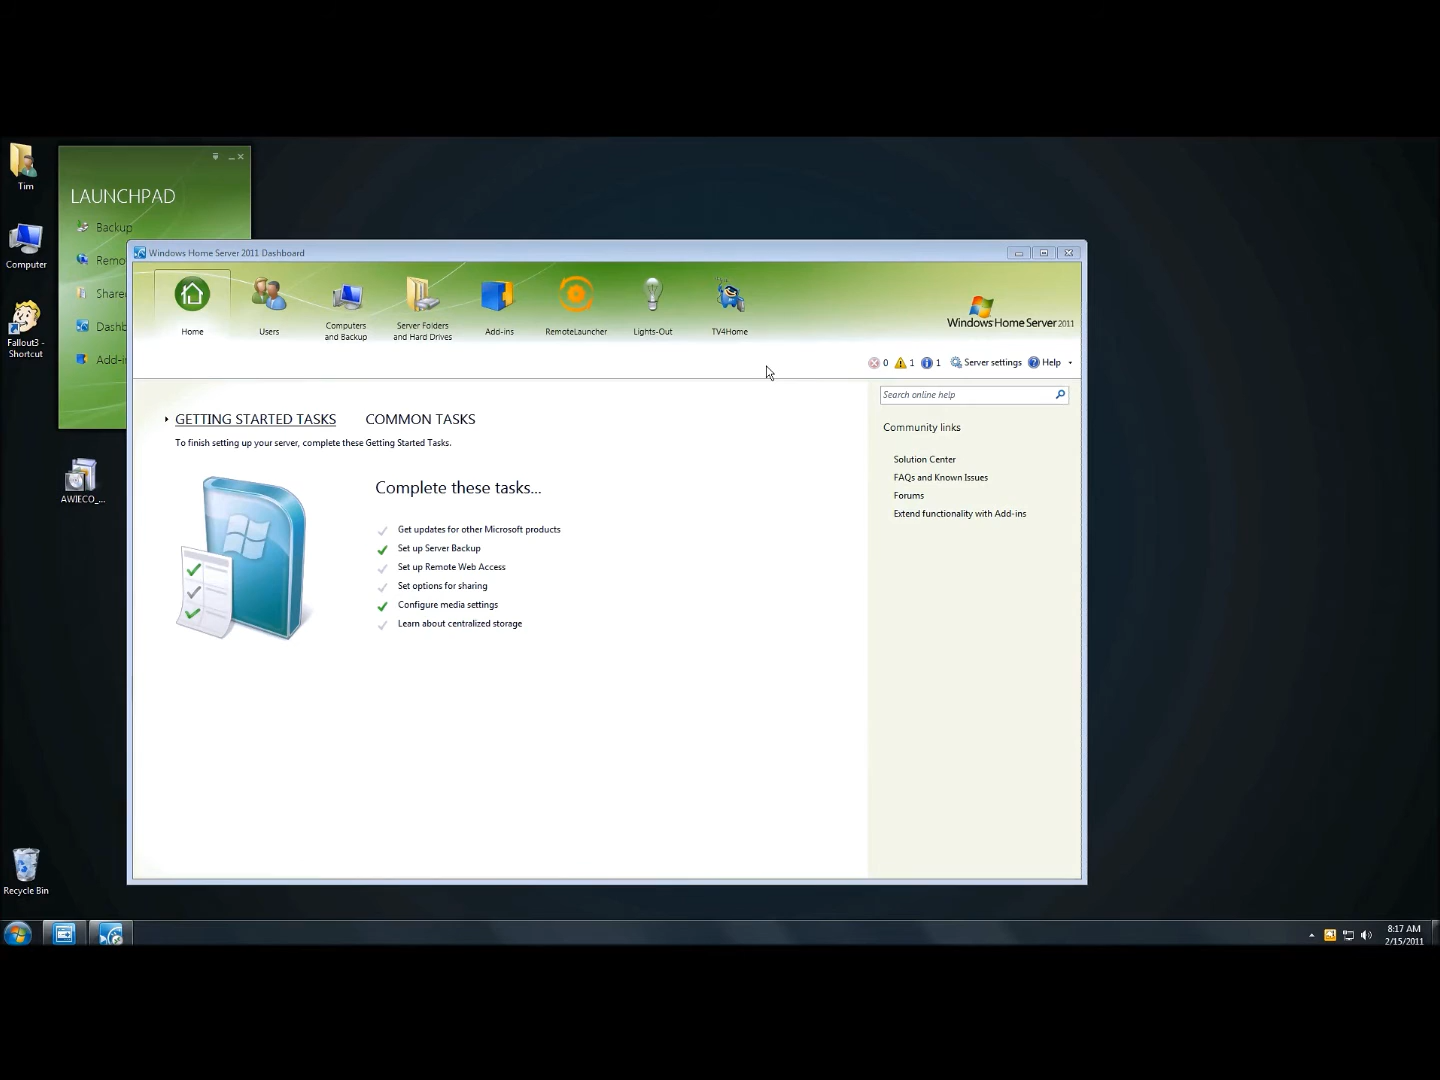 Tim
Computer
Fallout3 -
Shortcut
AWIECO_...
Recycle Bin
LAUNCHPAD
Backup
Remo
Shared
Dashb
Add-i
Windows Home Server 2011 Dashboard
Home
Users
Computers
and Backup
Server Folders
and Hard Drives
Add-ins
RemoteLauncher
Lights-Out
TV4Home
Windows Home Server 2011
0 1 1 Server settings Help
Search online help
GETTING STARTED TASKS COMMON TASKS
To finish setting up your server, complete these Getting Started Tasks.
Complete these tasks...
Get updates for other Microsoft products
Set up Server Backup
Set up Remote Web Access
Set options for sharing
Configure media settings
Learn about centralized storage
Community links
Solution Center
FAQs and Known Issues
Forums
Extend functionality with Add-ins
8:17 AM
2/15/2011